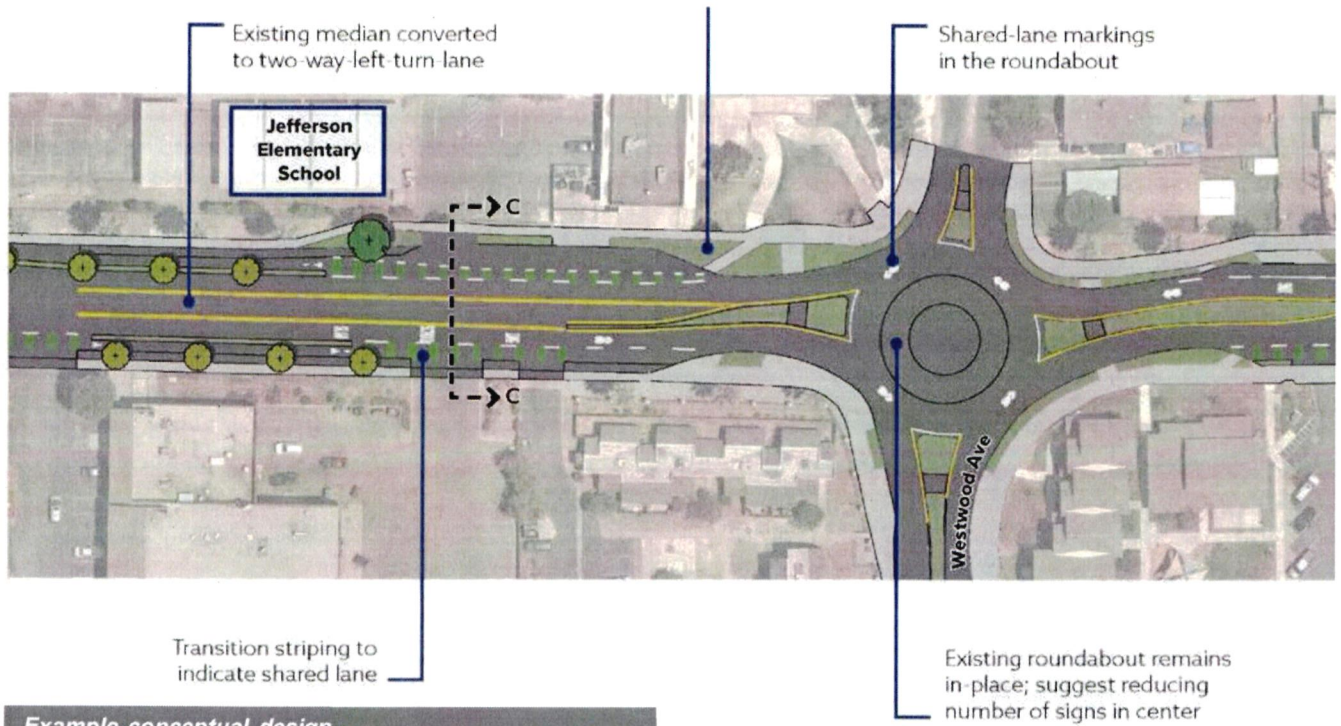 Existing median converted
to two-way-left-turn-lane
Shared-lane markings
in the roundabout
Jefferson
Elementary
School
C
C
Westwood Ave
Transition striping to
indicate shared lane
Existing roundabout remains
in-place; suggest reducing
number of signs in center
Example conceptual design